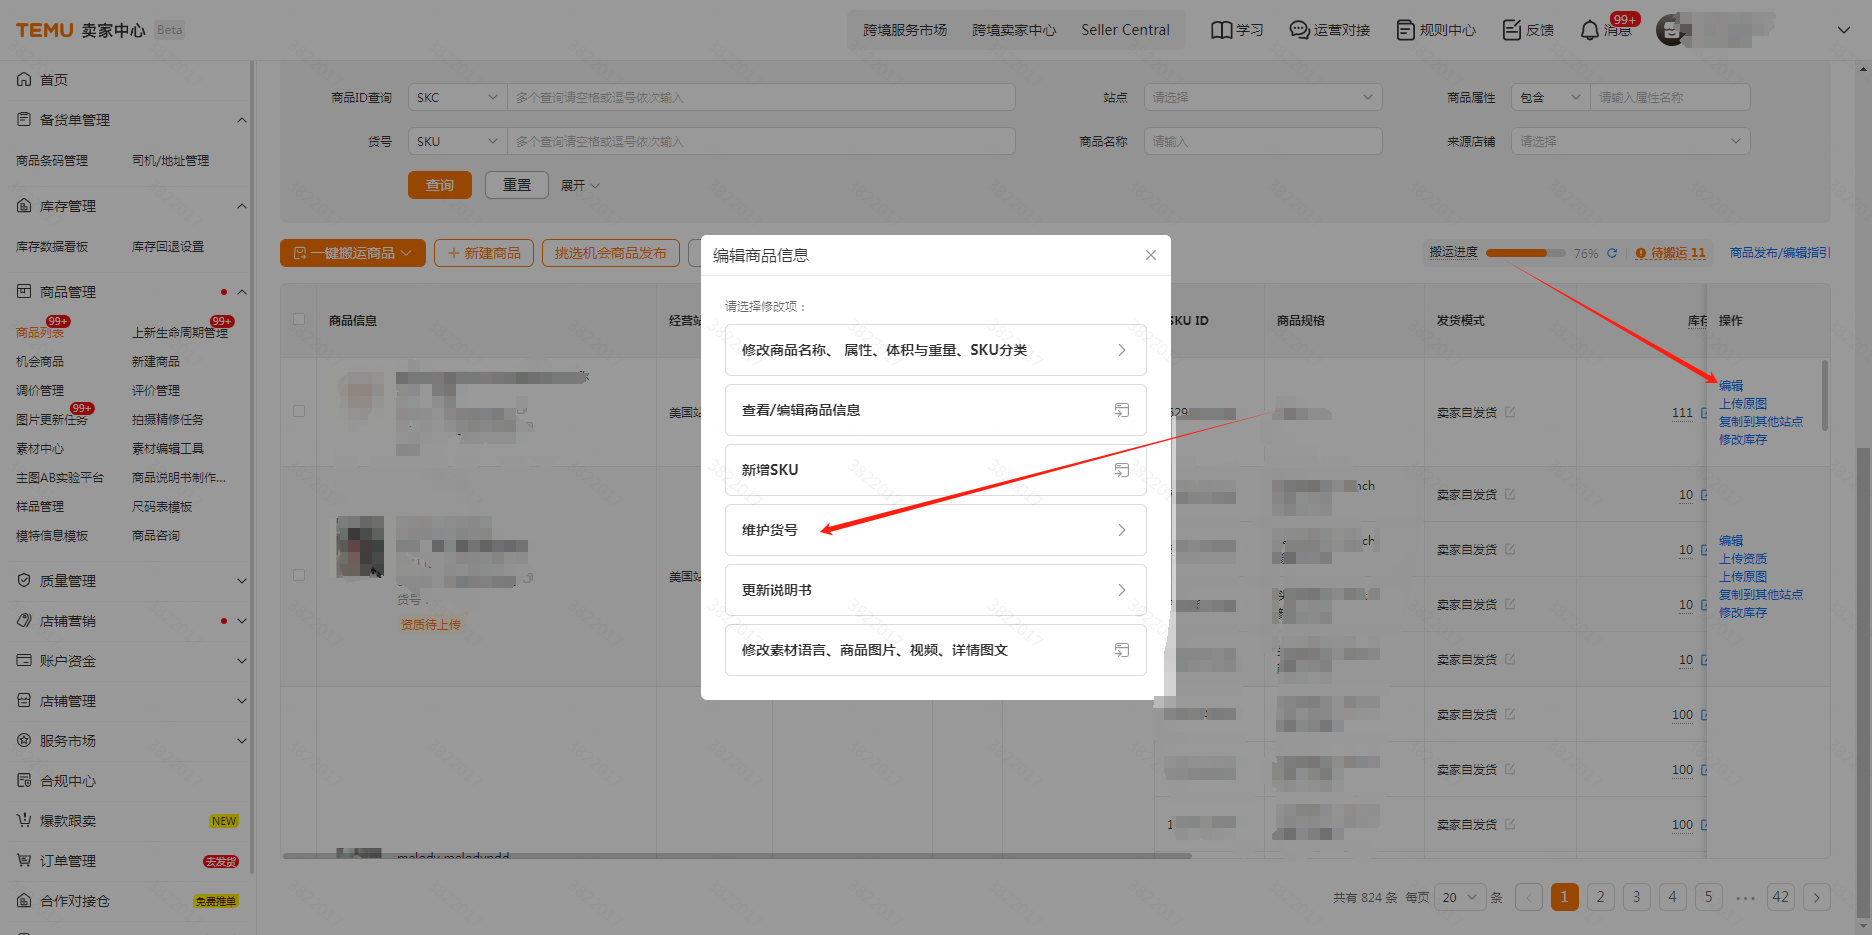 TEMU 卖家中心 Beta
跨境服务市场 跨境卖家中心 Seller Central 学习 运营对接 规则中心 反馈 消息 99+
首页
备货单管理
商品条码管理 司机/地址管理
库存管理
库存数据看板 库存回退设置
商品管理
商品列表 99+ 上新生命周期管理 99+
机会商品 新建商品
调价管理 评价管理
图片更新任务 99+ 拍摄精修任务
素材中心 素材编辑工具
主图AB实验平台 商品说明书制作...
样品管理 尺码表模板
模特信息模板 商品咨询
质量管理
店铺营销
账户资金
店铺管理
服务市场
合规中心
爆款跟卖 NEW
订单管理 去发货
合作对接仓 免费推单
商品ID查询 SKC 多个查询请空格或逗号依次输入 站点 请选择 商品属性 包含 请输入属性名称
货号 SKU 多个查询请空格或逗号依次输入 商品名称 请输入 来源店铺 请选择
查询 重置 展开
一键搬运商品 + 新建商品 挑选机会商品发布
搬运进度 76% 待搬运 11 商品发布/编辑指引
商品信息 经营站 SKU ID 商品规格 发货模式 库存 操作
美国站 卖家自发货 111
编辑
上传原图
复制到其他站点
修改库存
卖家自发货 10
卖家自发货 10
美国站
货号：
资质待上传
卖家自发货 10
卖家自发货 10
编辑
上传资质
上传原图
复制到其他站点
修改库存
卖家自发货 100
卖家自发货 100
卖家自发货 100
编辑商品信息
请选择修改项：
修改商品名称、 属性、体积与重量、SKU分类
查看/编辑商品信息
新增SKU
维护货号
更新说明书
修改素材语言、商品图片、视频、详情图文
共有 824 条 每页 20 条 1 2 3 4 5 ••• 42
3822017